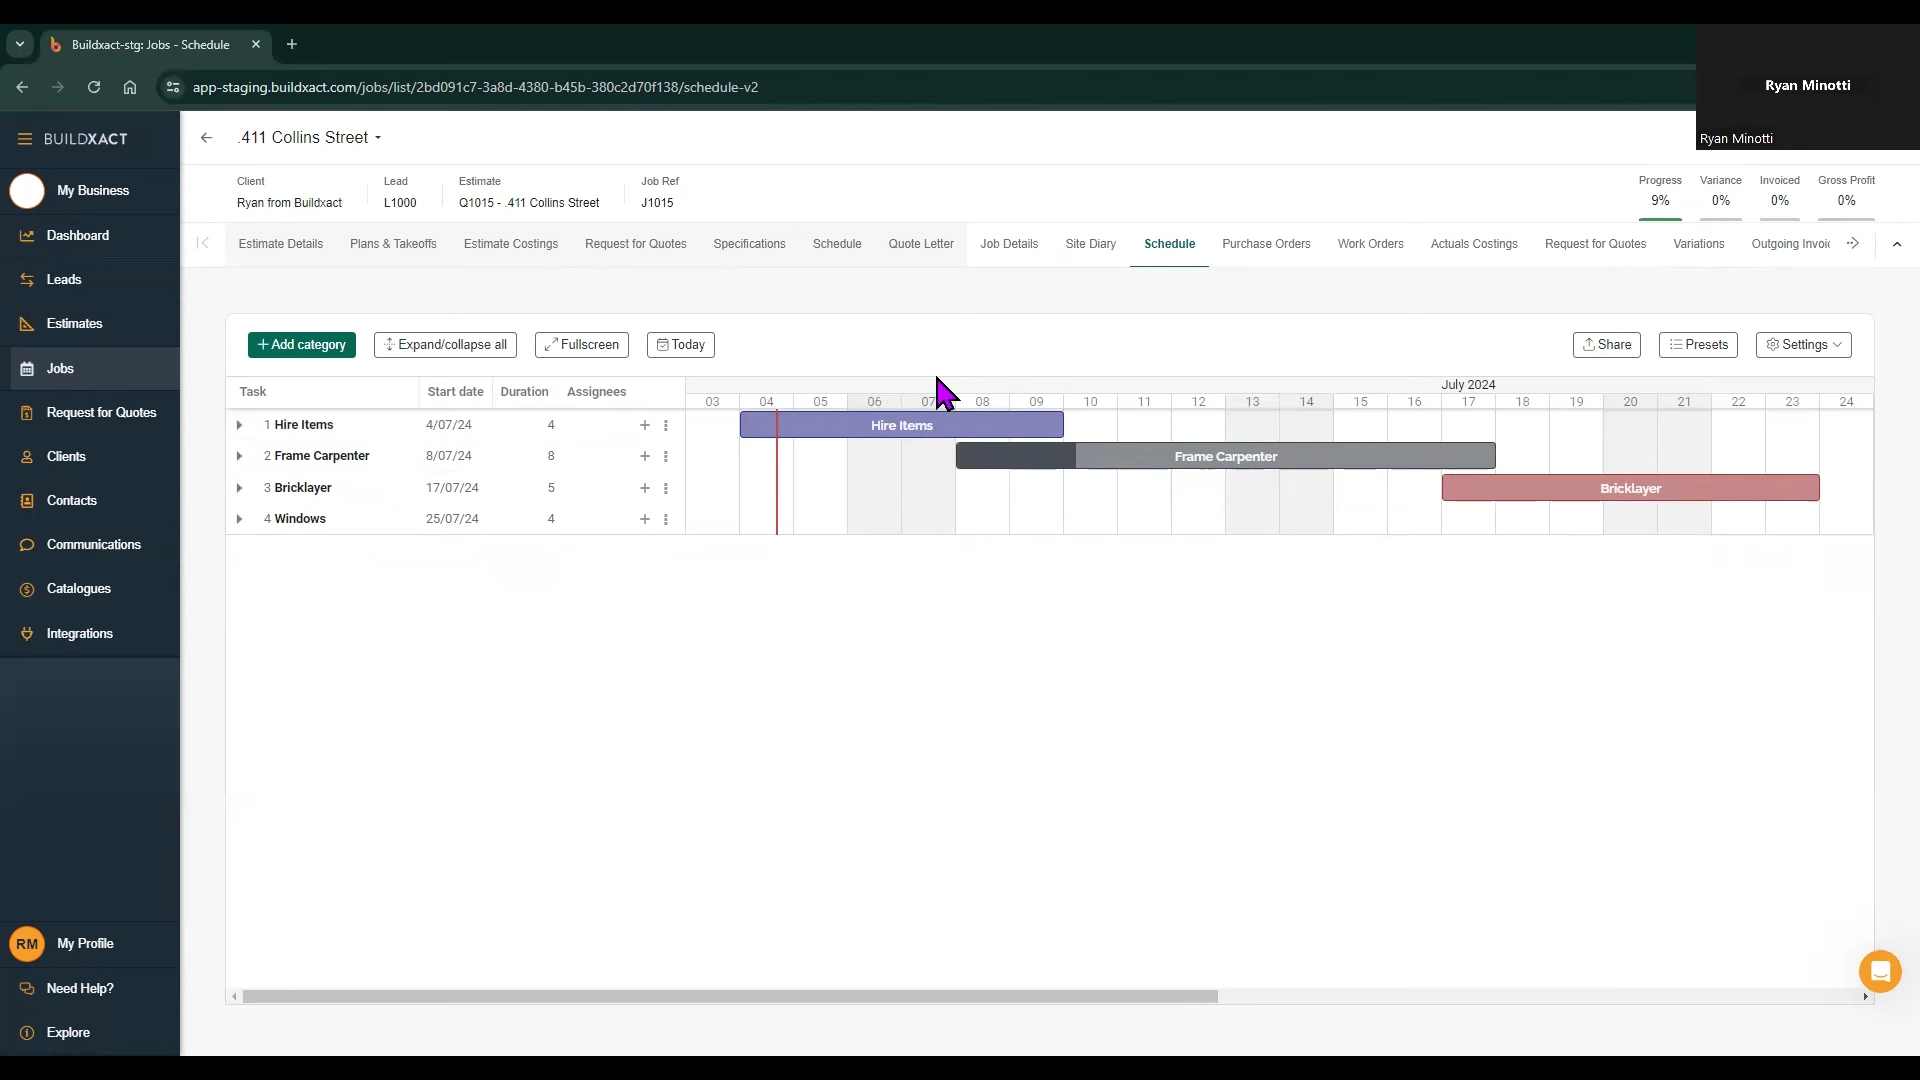 Buildxact-stg: Jobs - Schedule
app-staging.buildxact.com/jobs/list/2bd091c7-3a8d-4380-b45b-380c2d70f138/schedule-v2
Ryan Minotti
Ryan Minotti
BUILDXACT
My Business
Dashboard
Leads
Estimates
Jobs
Request for Quotes
Clients
Contacts
Communications
Catalogues
Integrations
RM My Profile
Need Help?
Explore
.411 Collins Street
Client Lead Estimate Job Ref
Ryan from Buildxact L1000 Q1015 - .411 Collins Street J1015
Progress Variance Invoiced Gross Profit
9% 0% 0% 0%
Estimate Details Plans & Takeoffs Estimate Costings Request for Quotes Specifications Schedule Quote Letter Job Details Site Diary Schedule Purchase Orders Work Orders Actuals Costings Request for Quotes Variations Outgoing Invoic
+ Add category Expand/collapse all Fullscreen Today Share Presets Settings
July 2024
Task Start date Duration Assignees
03 04 05 06 07 08 09 10 11 12 13 14 15 16 17 18 19 20 21 22 23 24
1 Hire Items 4/07/24 4 + Hire Items
2 Frame Carpenter 8/07/24 8 + Frame Carpenter
3 Bricklayer 17/07/24 5 + Bricklayer
4 Windows 25/07/24 4 +